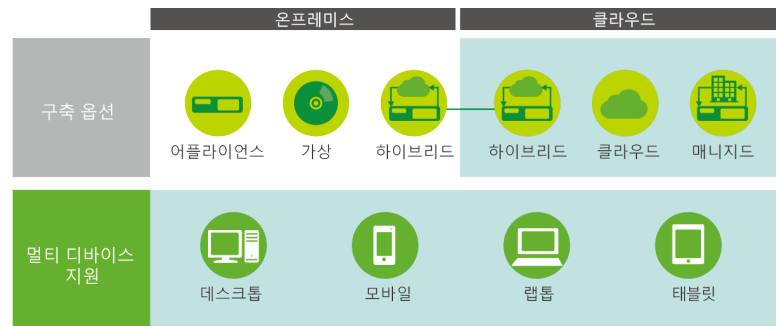 온프레미스
클라우드
구축 옵션
어플라이언스
가상
하이브리드
하이브리드
클라우드
매니지드
멀티 디바이스
지원
데스크톱
모바일
랩톱
태블릿